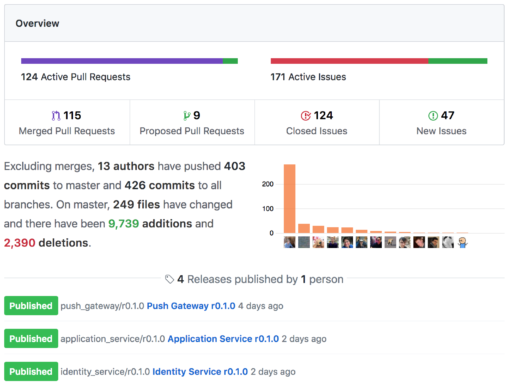 Overview
124 Active Pull Requests
171 Active Issues
115
Merged Pull Requests
9
Proposed Pull Requests
124
Closed Issues
47
New Issues
Excluding merges, 13 authors have pushed 403
commits to master and 426 commits to all
branches. On master, 249 files have changed
and there have been 9,739 additions and
2,390 deletions.
200
100
0
4 Releases published by 1 person
Published push_gateway/r0.1.0 Push Gateway r0.1.0 4 days ago
Published application_service/r0.1.0 Application Service r0.1.0 2 days ago
Published identity_service/r0.1.0 Identity Service r0.1.0 2 days ago